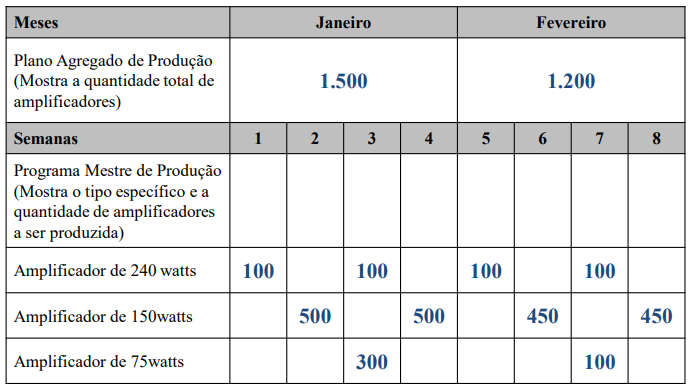 Meses Janeiro Fevereiro
Plano Agregado de Produção
(Mostra a quantidade total de
amplificadores)
1.500 1.200
Semanas 1 2 3 4 5 6 7 8
Programa Mestre de Produção
(Mostra o tipo específico e a
quantidade de amplificadores
a ser produzida)
Amplificador de 240 watts 100 100 100 100
Amplificador de 150watts 500 500 450 450
Amplificador de 75watts 300 100